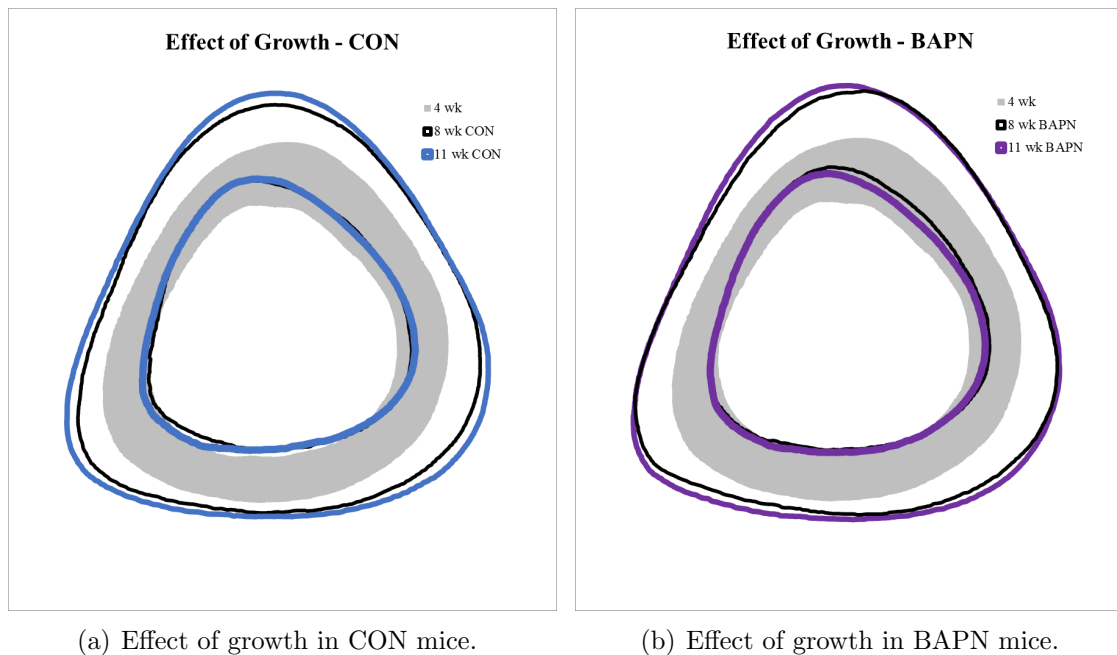 Effect of Growth - CON
4 wk
8 wk CON
11 wk CON
Effect of Growth - BAPN
4 wk
8 wk BAPN
11 wk BAPN
(a) Effect of growth in CON mice.
(b) Effect of growth in BAPN mice.